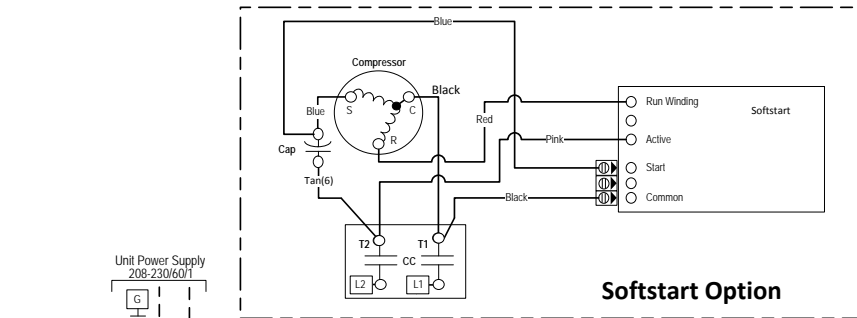 Blue
Compressor
Black
Blue
S
C
R
Cap
Tan(6)
Red
Pink
Black
Run Winding
Softstart
Active
Start
Common
T2
T1
CC
L2
L1
Unit Power Supply
208-230/60/1
G
Softstart Option